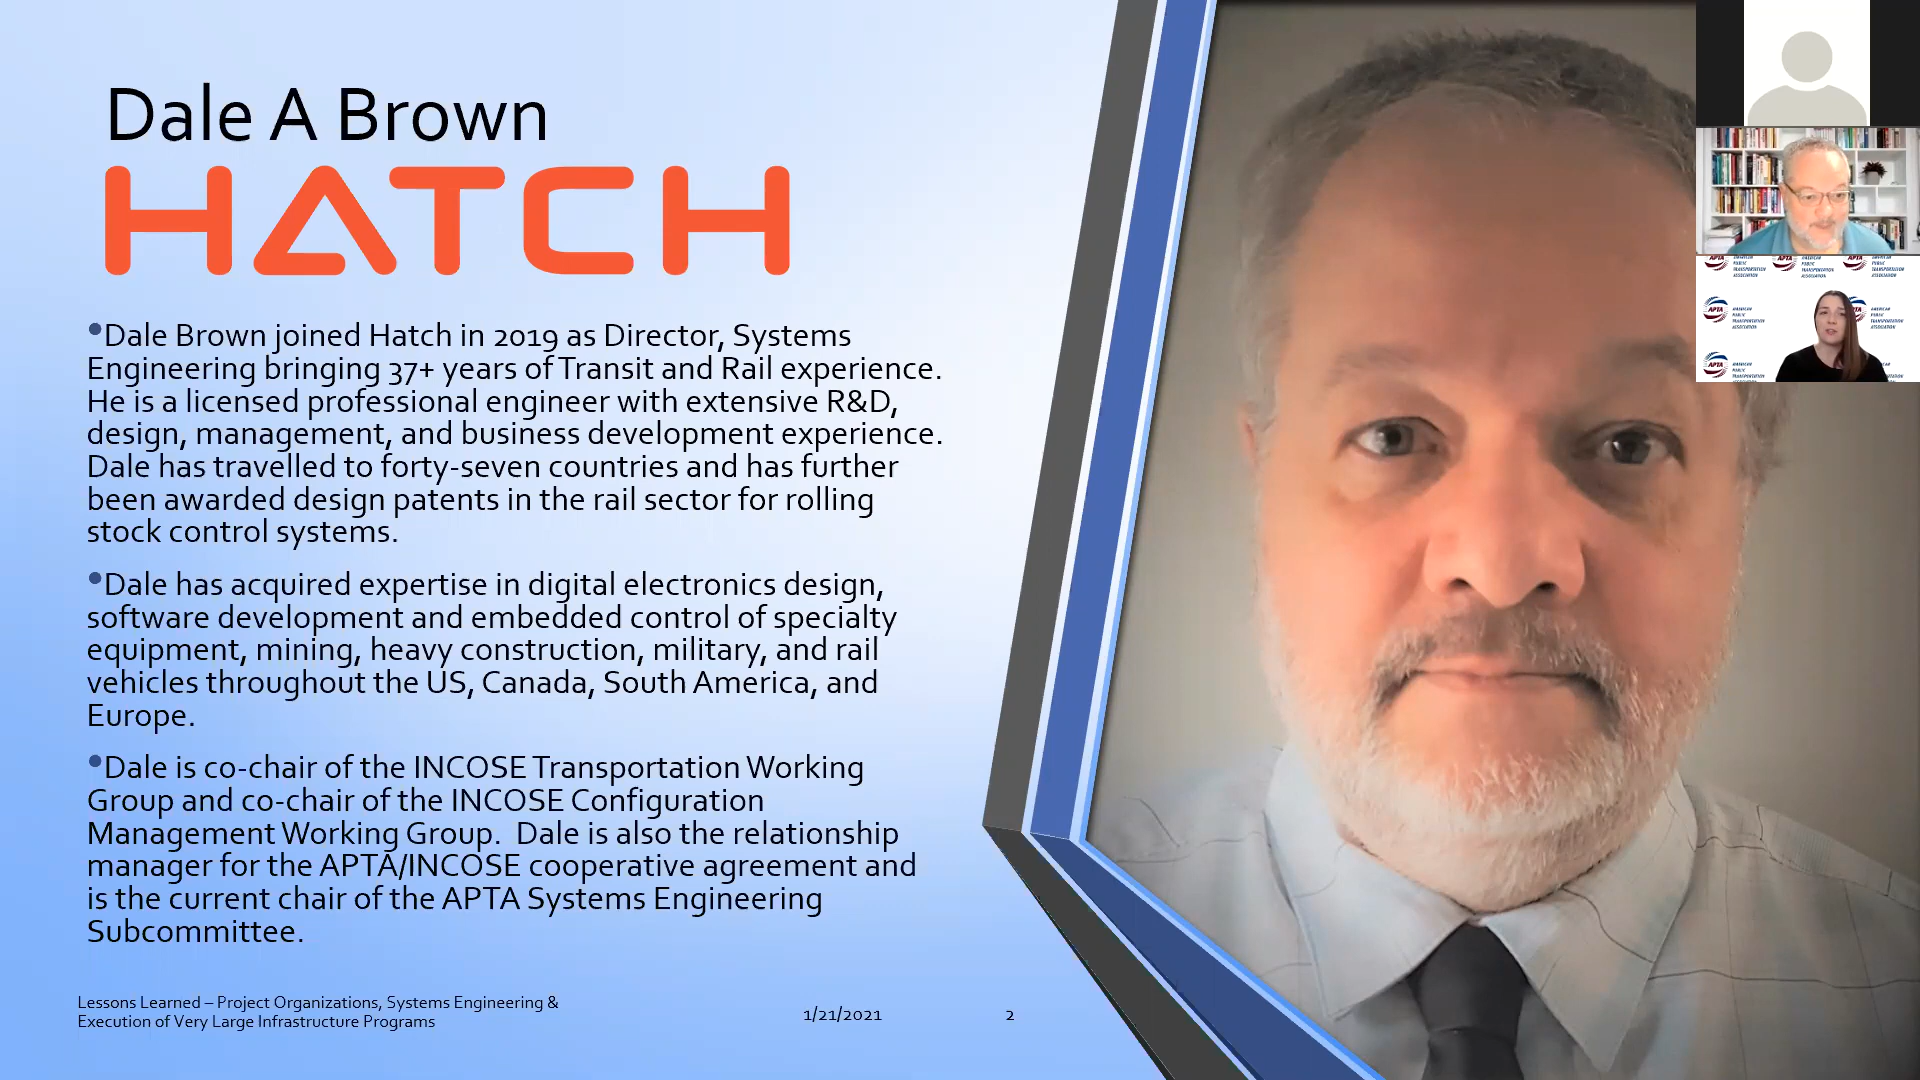 Dale A Brown
HATCH
•Dale Brown joined Hatch in 2019 as Director, Systems
Engineering bringing 37+ years of Transit and Rail experience.
He is a licensed professional engineer with extensive R&D,
design, management, and business development experience.
Dale has travelled to forty-seven countries and has further
been awarded design patents in the rail sector for rolling
stock control systems.
•Dale has acquired expertise in digital electronics design,
software development and embedded control of specialty
equipment, mining, heavy construction, military, and rail
vehicles throughout the US, Canada, South America, and
Europe.
•Dale is co-chair of the INCOSE Transportation Working
Group and co-chair of the INCOSE Configuration
Management Working Group.  Dale is also the relationship
manager for the APTA/INCOSE cooperative agreement and
is the current chair of the APTA Systems Engineering
Subcommittee.
Lessons Learned – Project Organizations, Systems Engineering &
Execution of Very Large Infrastructure Programs
1/21/2021
2
APTA
AMERICAN
PUBLIC
TRANSPORTATION
ASSOCIATION